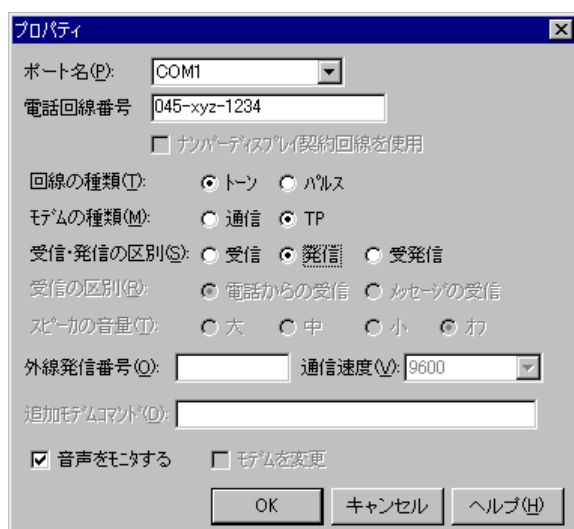 プロパティ
ポート名(P): COM1
電話回線番号 045-xyz-1234
ナンバーディスプレイ契約回線を使用
回線の種類(T): トーン パルス
モデムの種類(M): 通信 TP
受信・発信の区別(S): 受信 発信 受発信
受信の区別(R): 電話からの受信 メッセージの受信
スピーカの音量(T): 大 中 小 オフ
外線発信番号(O): 通信速度(V): 9600
追加モデムコマンド(D):
音声をモニタする モデムを変更
OK キャンセル ヘルプ(H)